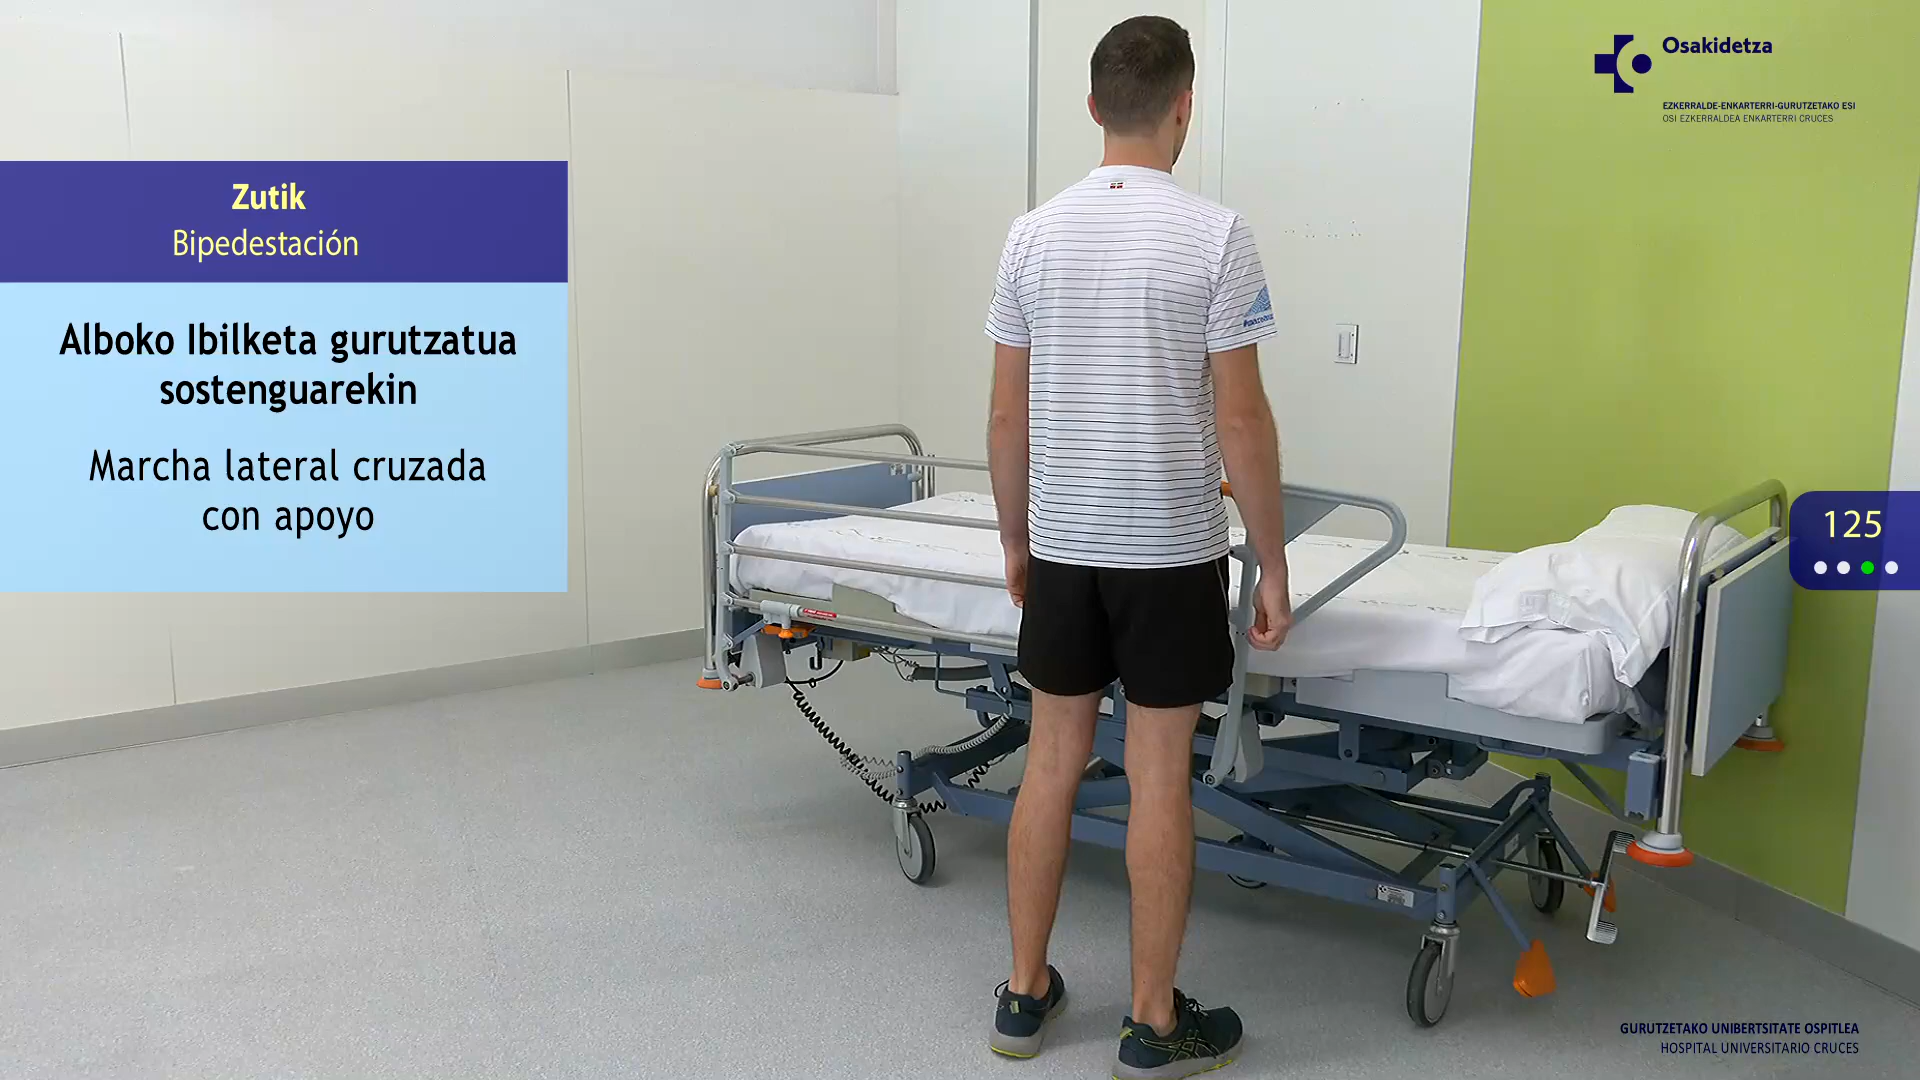 Osakidetza
EZKERRALDE-ENKARTERRI-GURUTZETAKO ESI
OSI EZKERRALDEA ENKARTERRI CRUCES
Zutik
Bipedestación
Alboko Ibilketa gurutzatua
sostenguarekin
Marcha lateral cruzada
con apoyo
125
GURUTZETAKO UNIBERTSITATE OSPITLEA
HOSPITAL UNIVERSITARIO CRUCES